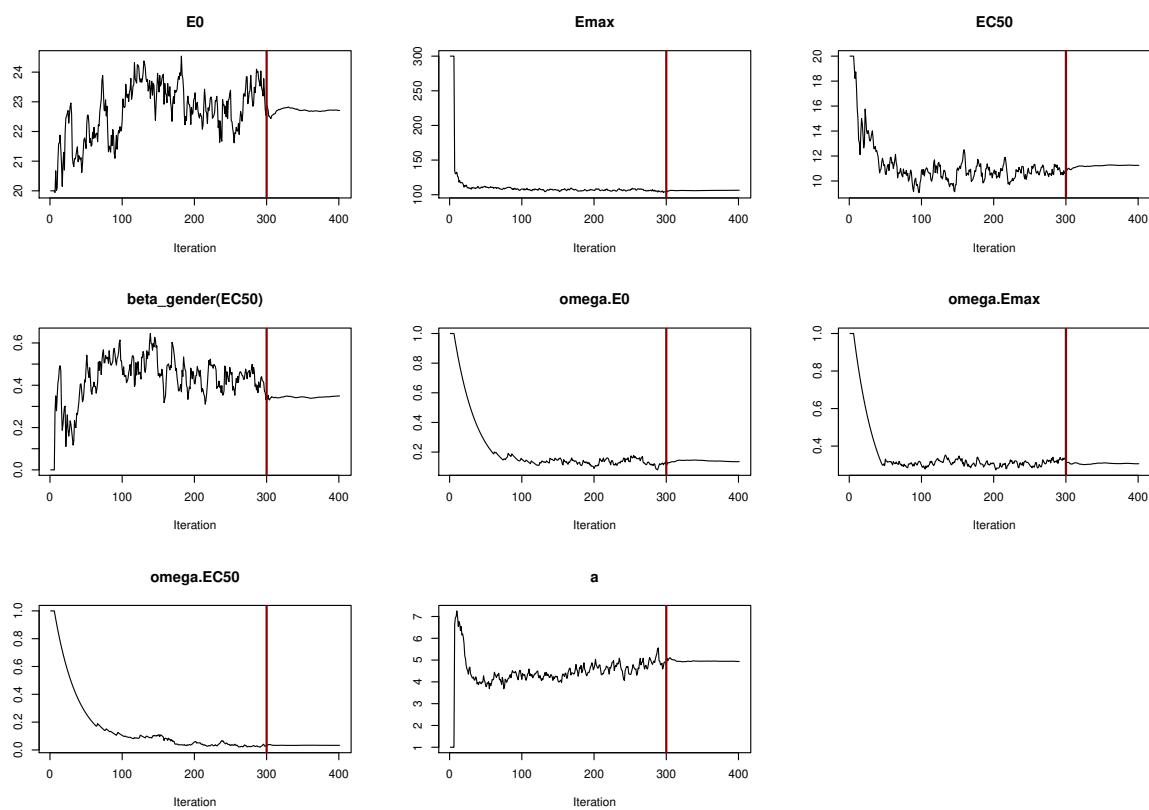 E0
20 21 22 23 24
0 100 200 300 400
Iteration
Emax
100 150 200 250 300
0 100 200 300 400
Iteration
EC50
10 12 14 16 18 20
0 100 200 300 400
Iteration
beta_gender(EC50)
0.0 0.2 0.4 0.6
0 100 200 300 400
Iteration
omega.E0
0.2 0.4 0.6 0.8 1.0
0 100 200 300 400
Iteration
omega.Emax
0.4 0.6 0.8 1.0
0 100 200 300 400
Iteration
omega.EC50
0.0 0.2 0.4 0.6 0.8 1.0
0 100 200 300 400
Iteration
a
1 2 3 4 5 6 7
0 100 200 300 400
Iteration